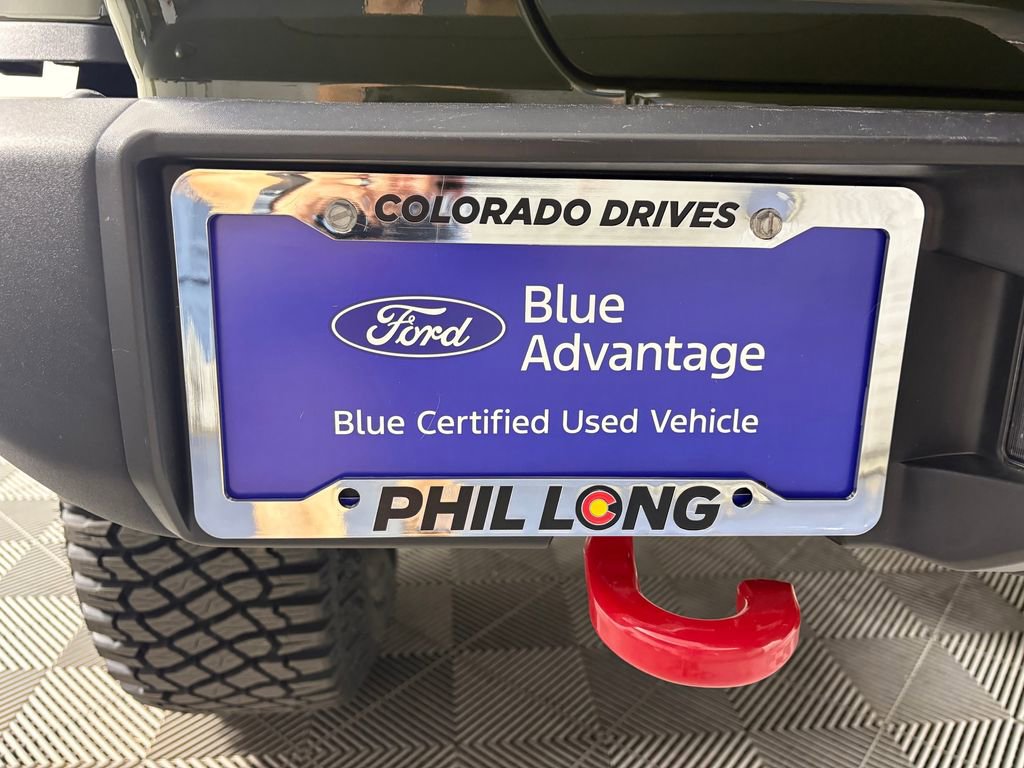 COLORADO DRIVES
Ford
Blue
Advantage
Blue Certified Used Vehicle
PHIL LONG